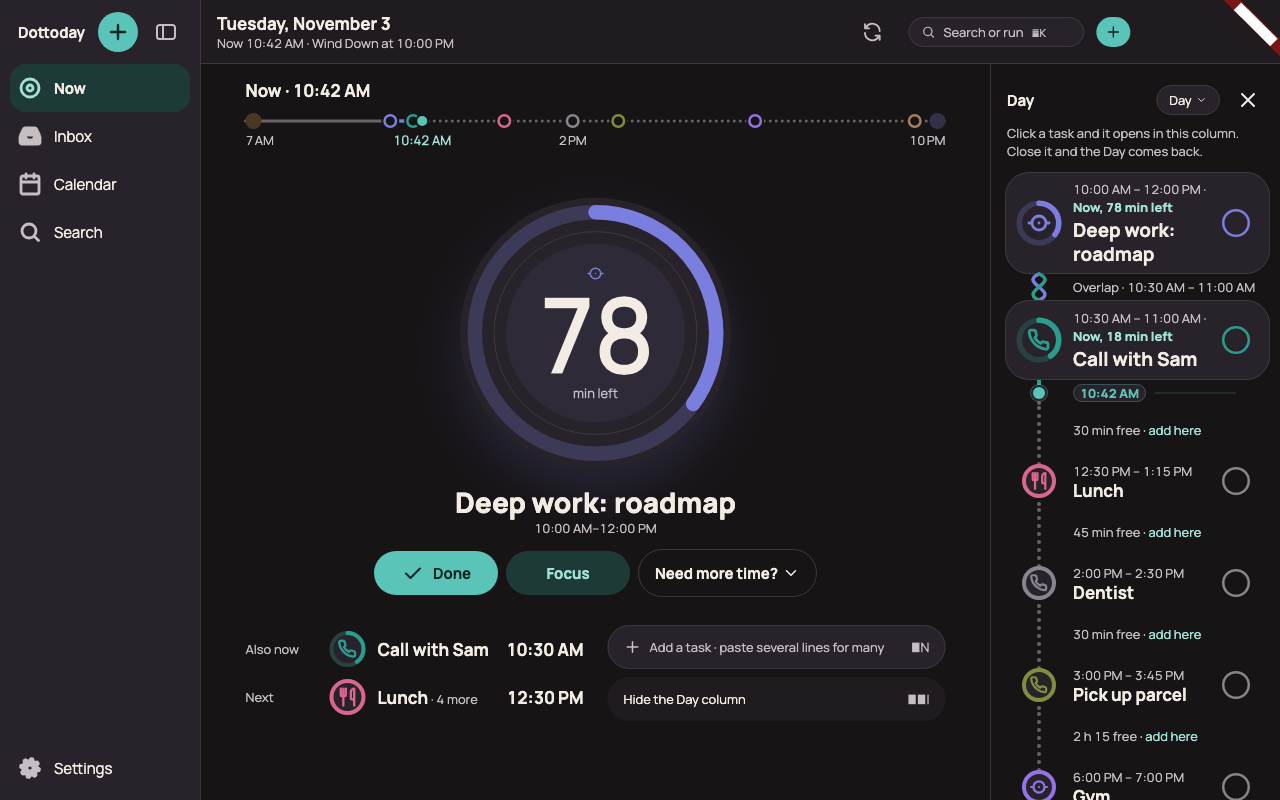 Dottoday
Now
Inbox
Calendar
Search
Settings
Tuesday, November 3
Now 10:42 AM · Wind Down at 10:00 PM
Search or run
K
Now · 10:42 AM
7 AM
10:42 AM
2 PM
10 PM
78
min left
Deep work: roadmap
10:00 AM–12:00 PM
Done
Focus
Need more time?
Also now
Call with Sam
10:30 AM
Next
Lunch · 4 more
12:30 PM
Add a task · paste several lines for many
N
Hide the Day column
I
Day
Day
Click a task and it opens in this column.
Close it and the Day comes back.
10:00 AM – 12:00 PM ·
Now, 78 min left
Deep work:
roadmap
Overlap · 10:30 AM – 11:00 AM
10:30 AM – 11:00 AM ·
Now, 18 min left
Call with Sam
10:42 AM
30 min free · add here
12:30 PM – 1:15 PM
Lunch
45 min free · add here
2:00 PM – 2:30 PM
Dentist
30 min free · add here
3:00 PM – 3:45 PM
Pick up parcel
2 h 15 free · add here
6:00 PM – 7:00 PM
Gym